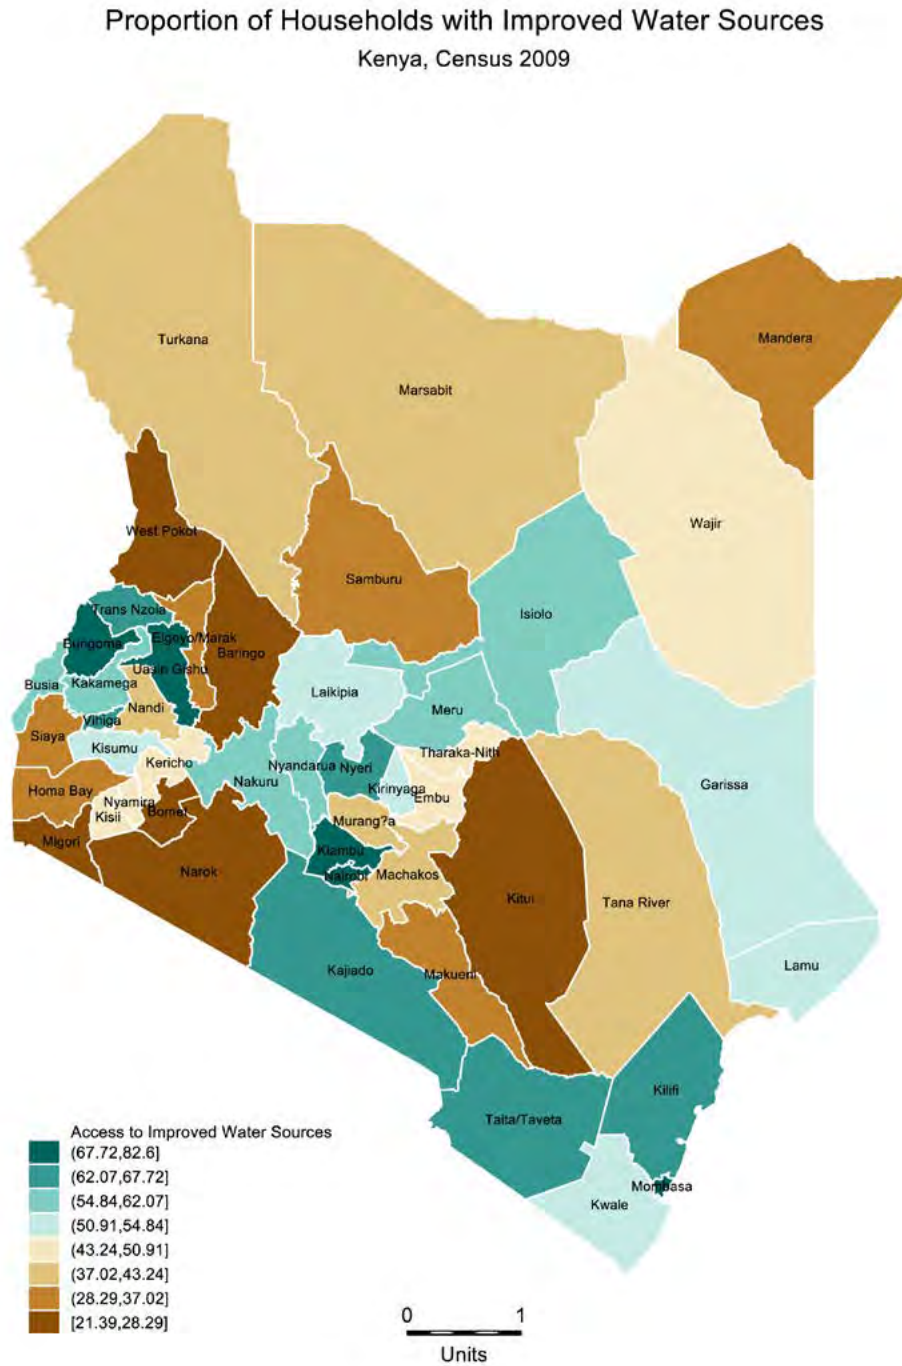 Proportion of Households with Improved Water Sources
Kenya, Census 2009
Turkana
Mandera
Marsabit
Wajir
West Pokot
Samburu
Isiolo
Trans Nzoia
Elgeyo/Marak
Bungoma
Baringo
Uasin Gishu
Busia
Kakamega
Laikipia
Nandi
Meru
Vihiga
Siaya
Kisumu
Tharaka-Nith
Kericho
Nyandarua
Nyeri
Nakuru
Garissa
Homa Bay
Kirinyaga
Nyamira
Embu
Kisii
Bomet
Murang?a
Migori
Kiambu
Narok
Nairobi
Machakos
Kitui
Tana River
Lamu
Kajiado
Makueni
Kilifi
Taita/Taveta
Mombasa
Kwale
Access to Improved Water Sources
(67.72,82.6]
(62.07,67.72]
(54.84,62.07]
(50.91,54.84]
(43.24,50.91]
(37.02,43.24]
(28.29,37.02]
[21.39,28.29]
0 1
Units